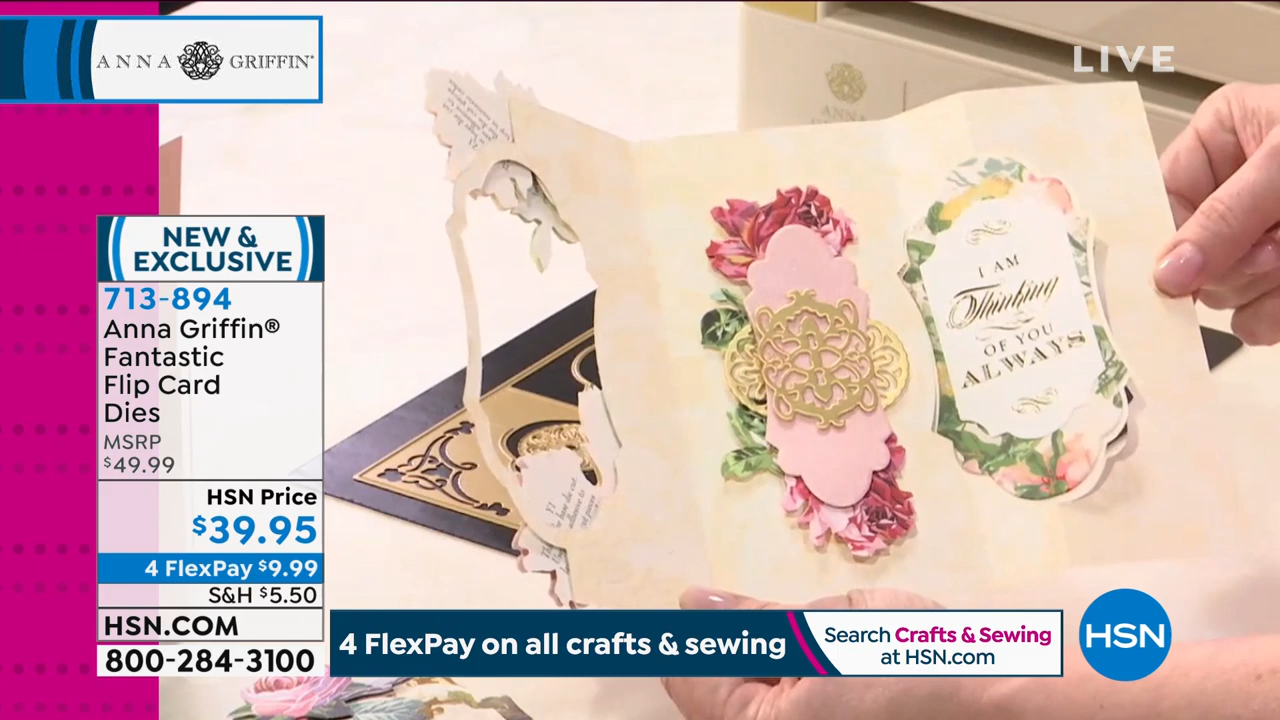 ANNA GRIFFIN®
LIVE
ANNA
NEW &
EXCLUSIVE
713-894
Anna Griffin®
Fantastic
Flip Card
Dies
MSRP
$49.99
HSN Price
$39.95
4 FlexPay $9.99
S&H $5.50
HSN.COM
800-284-3100
I AM
Thinking
OF YOU
ALWAYS
4 FlexPay on all crafts & sewing
Search Crafts & Sewing
at HSN.com
HSN